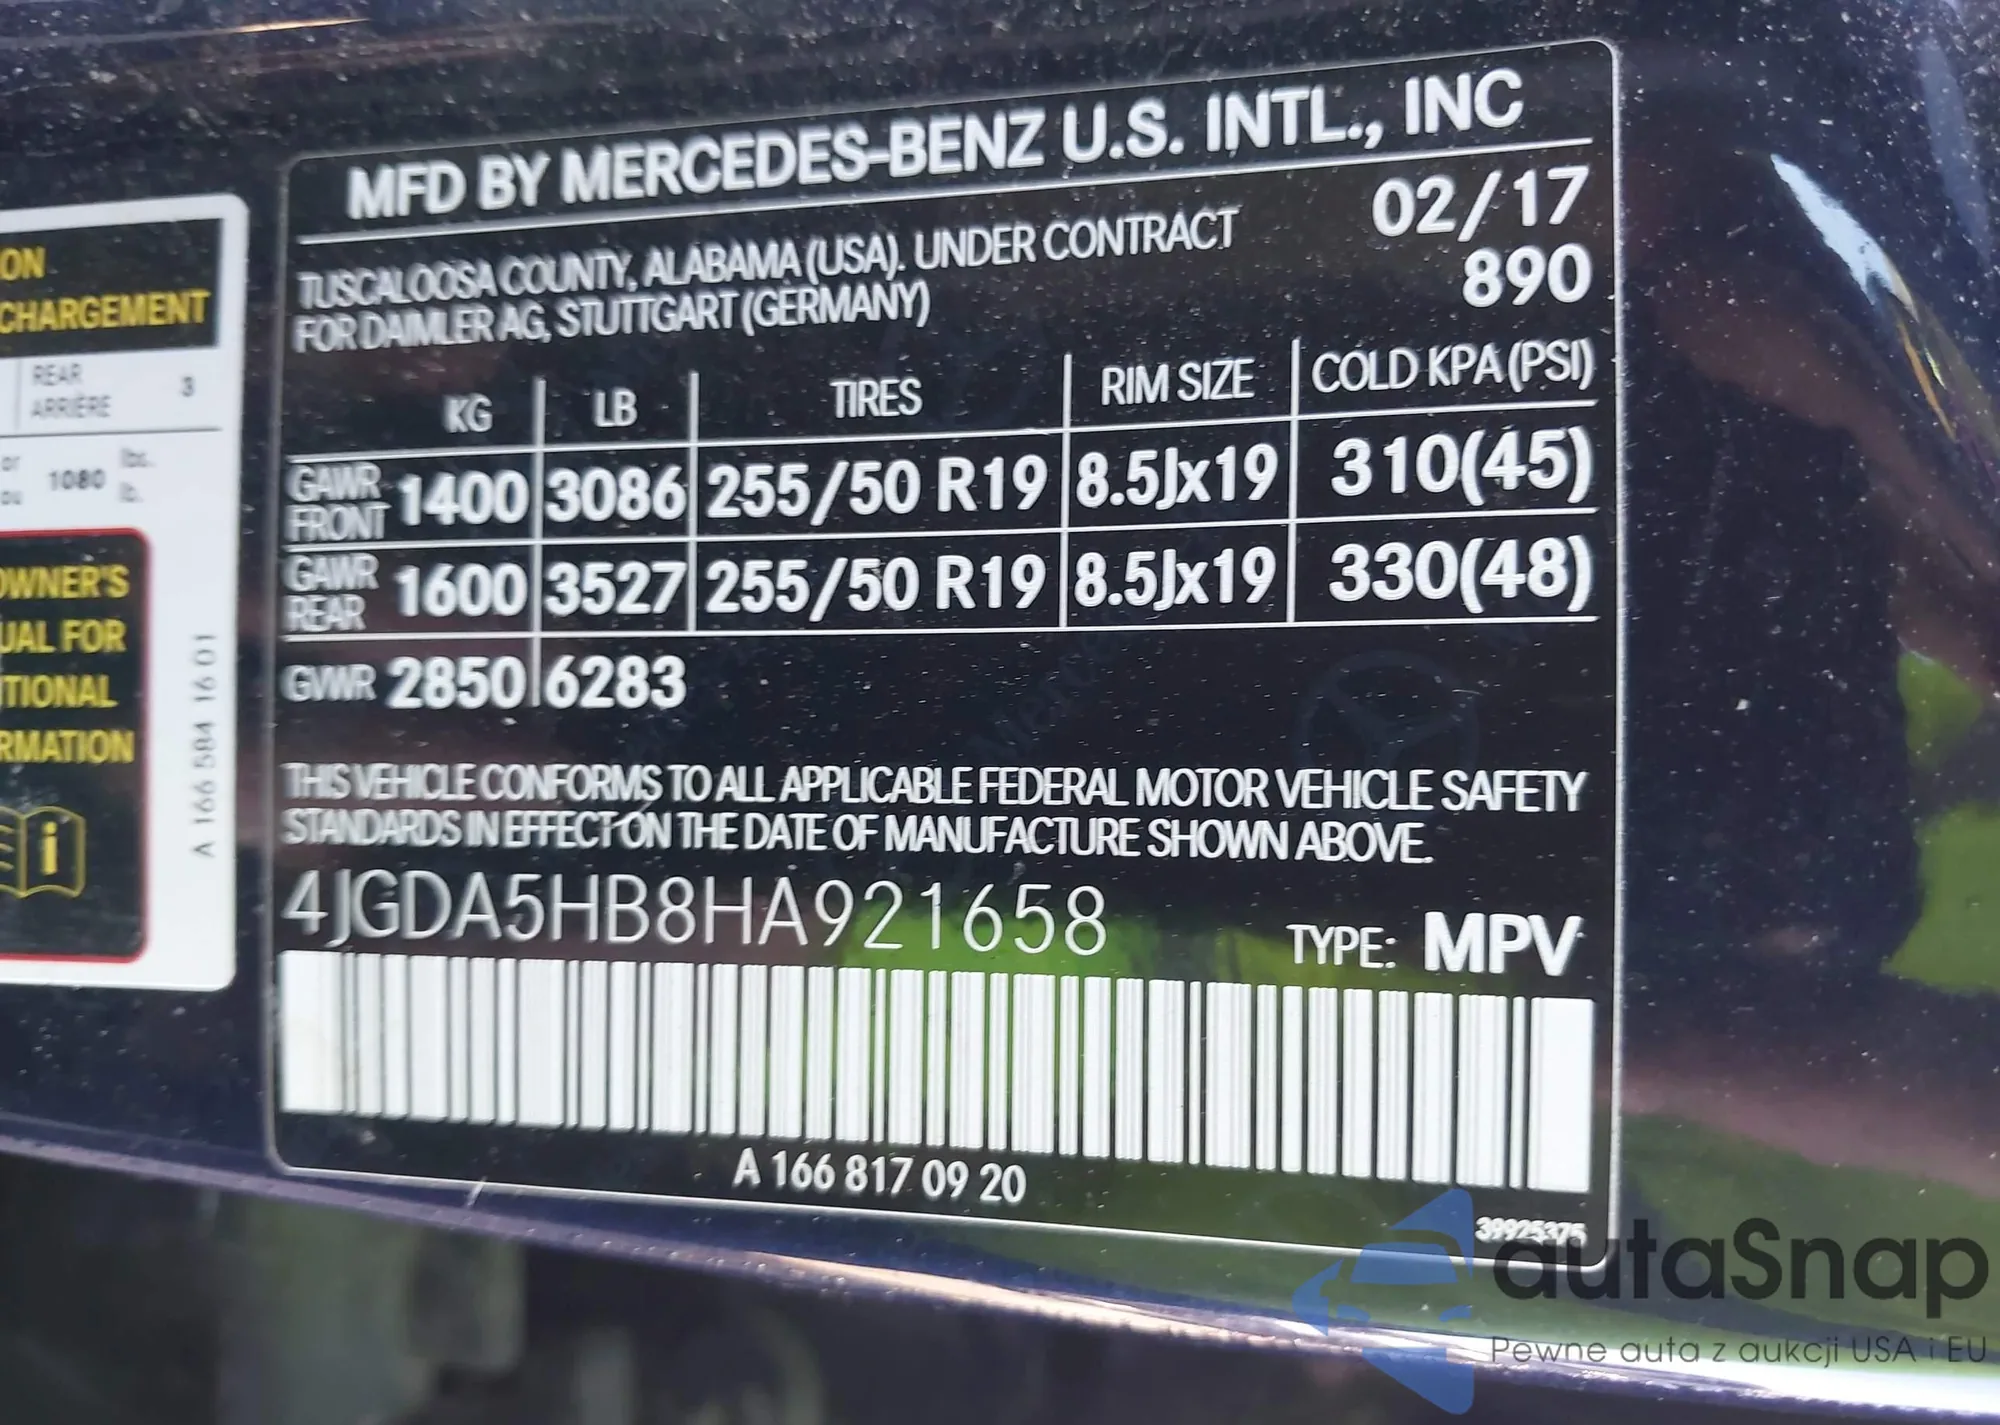 ON
CHARGEMENT
REAR
ARRIÈRE
3
or
ou
1080
lbs.
lb.
OWNER'S
UAL FOR
TIONAL
RMATION
i
A 166 584 16 01
MFD BY MERCEDES-BENZ U.S. INTL., INC
02/17
TUSCALOOSA COUNTY, ALABAMA (USA). UNDER CONTRACT
FOR DAIMLER AG, STUTTGART (GERMANY)
890
KG LB TIRES RIM SIZE COLD KPA (PSI)
GAWR FRONT 1400 3086 255/50 R19 8.5Jx19 310(45)
GAWR REAR 1600 3527 255/50 R19 8.5Jx19 330(48)
GVWR 2850 6283
THIS VEHICLE CONFORMS TO ALL APPLICABLE FEDERAL MOTOR VEHICLE SAFETY
STANDARDS IN EFFECT ON THE DATE OF MANUFACTURE SHOWN ABOVE.
4JGDA5HB8HA921658
TYPE: MPV
A 166 817 09 20
39925375
autaSnap
Pewne auta z aukcji USA i EU